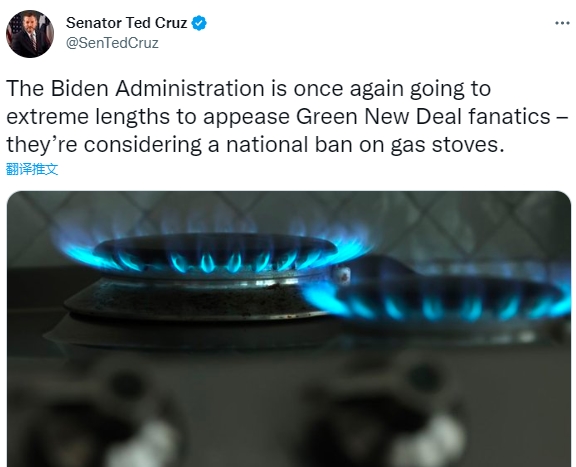 Senator Ted Cruz
@SenTedCruz
The Biden Administration is once again going to
extreme lengths to appease Green New Deal fanatics –
they’re considering a national ban on gas stoves.
翻译推文